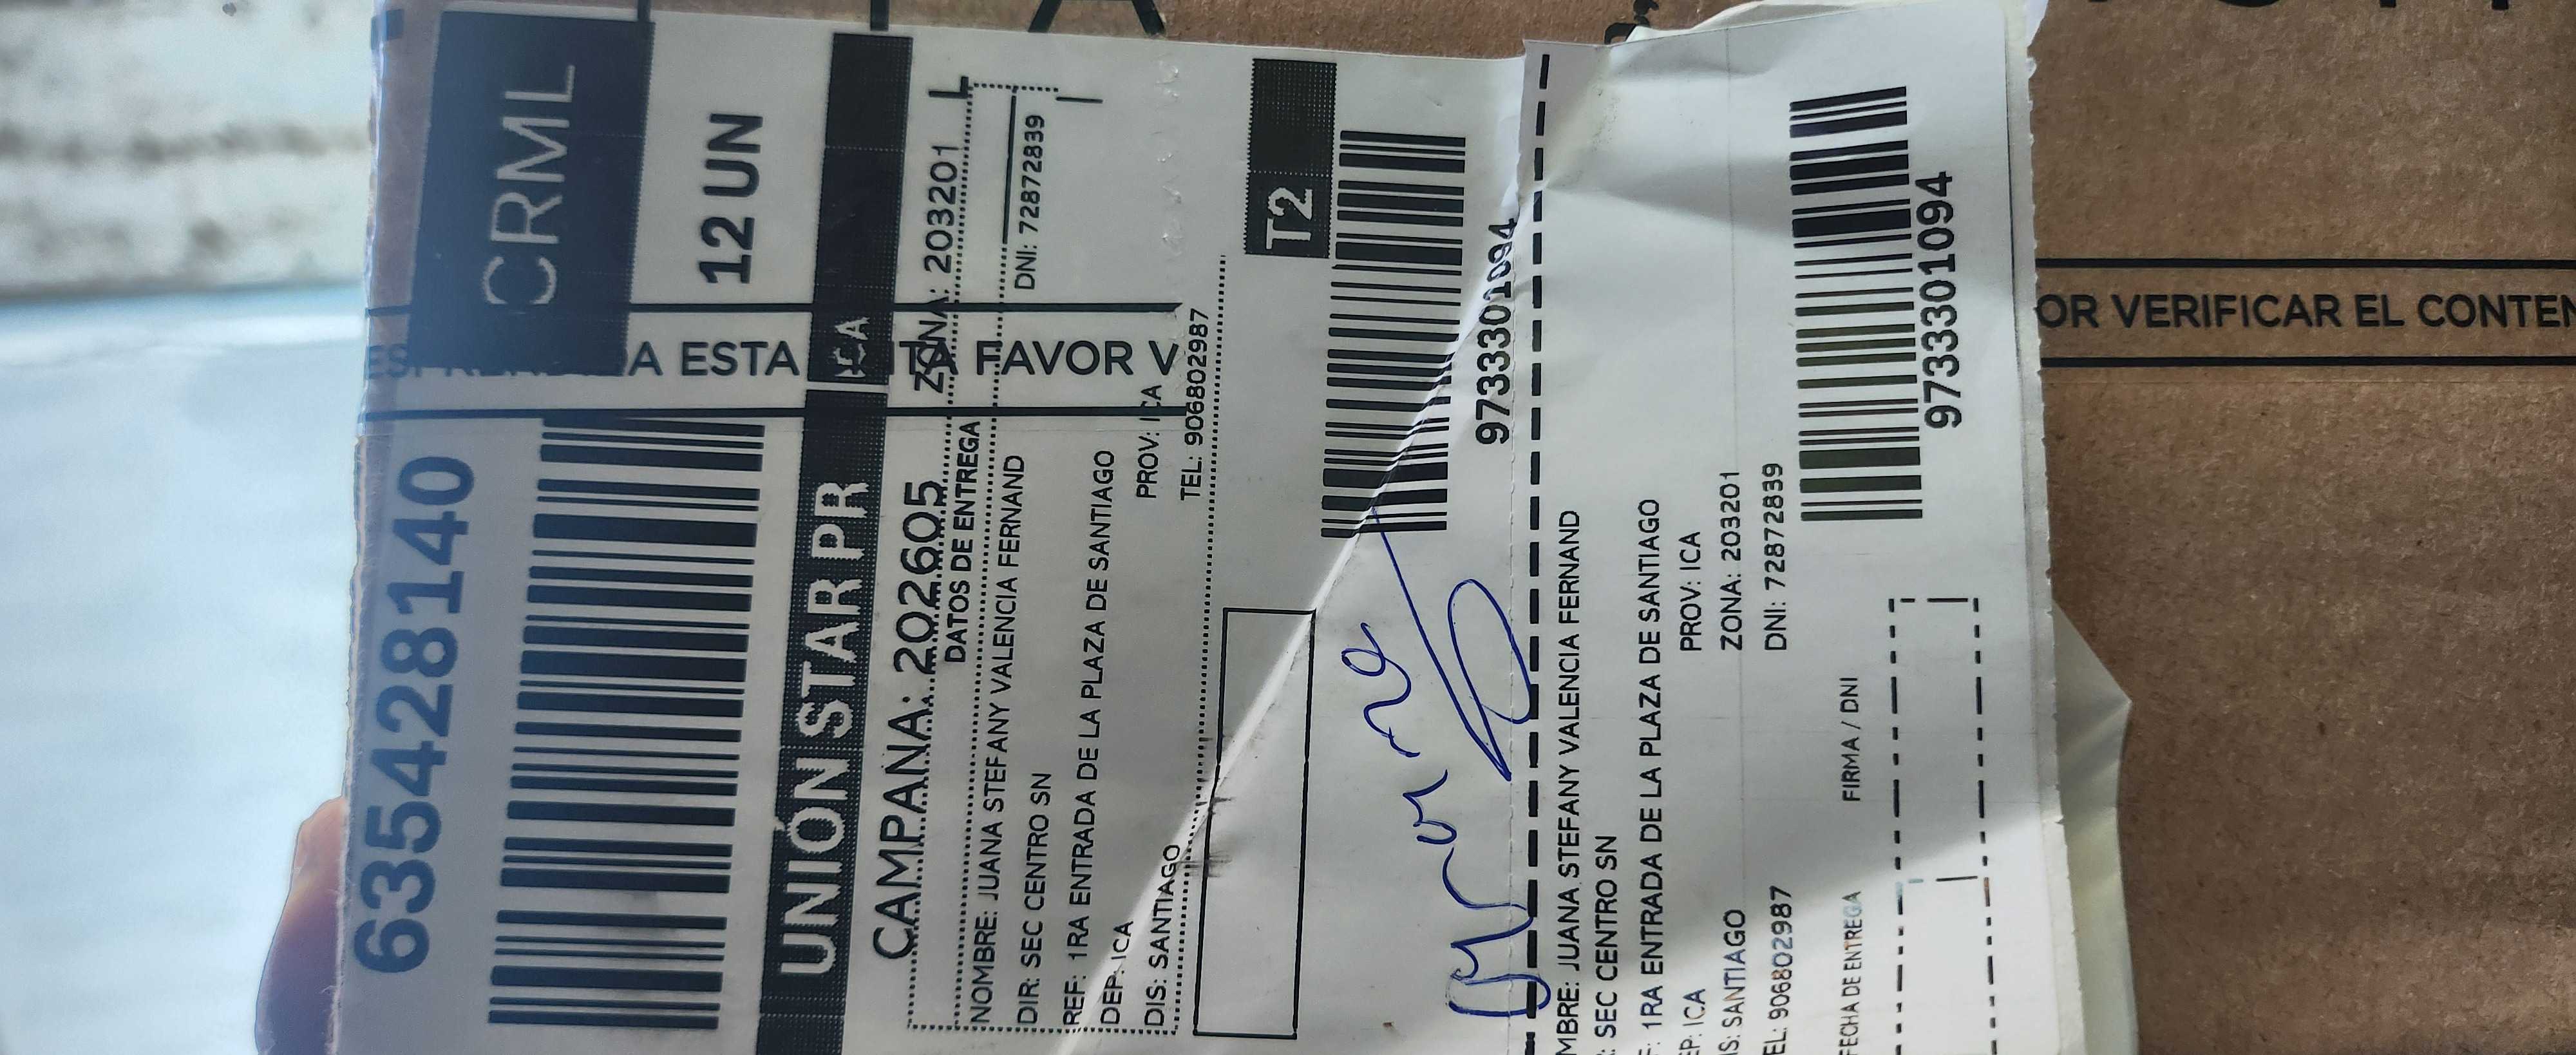 6354281140
CRML
12 UN
UNIÓN STAR PR ICA
CAMPAÑA: 202605 ZONA: 203201 L
DATOS DE ENTREGA
NOMBRE: JUANA STEFANY VALENCIA FERNAND
DNI: 72872839
DIR: SEC CENTRO SN
REF: 1RA ENTRADA DE LA PLAZA DE SANTIAGO
DEP: ICA PROV: ICA
DIS: SANTIAGO TEL: 906802987
A ESTA FAVOR V
T2
9733301094
MBRE: JUANA STEFANY VALENCIA FERNAND
: SEC CENTRO SN
F: 1RA ENTRADA DE LA PLAZA DE SANTIAGO
EP: ICA PROV: ICA
IS: SANTIAGO ZONA: 203201
EL: 906802987 DNI: 72872839
FECHA DE ENTREGA FIRMA / DNI
9733301094
OR VERIFICAR EL CONTEN